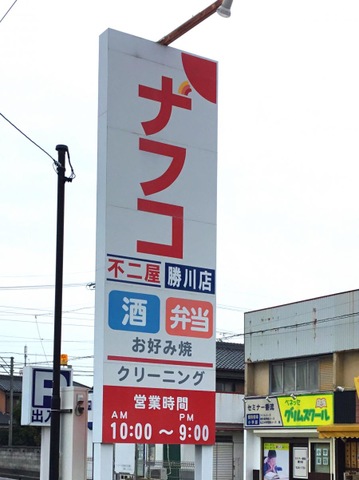 ナフコ
不二屋 勝川店
酒 弁当
お好み焼
クリーニング
営業時間
AM PM
10:00 〜 9:00
P
出入
セミナー個別
グリムスクール